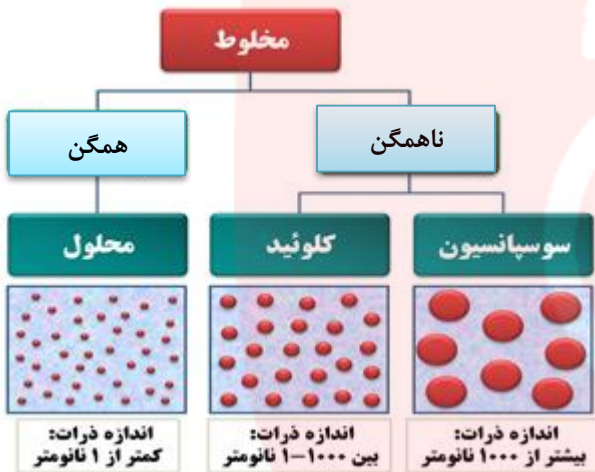 مخلوط
ناهمگن
همگن
سوسپانسیون
کلوئید
محلول
اندازه ذرات:
بیشتر از ۱۰۰۰ نانومتر
اندازه ذرات:
بین ۱۰۰۰–۱ نانومتر
اندازه ذرات:
کمتر از ۱ نانومتر